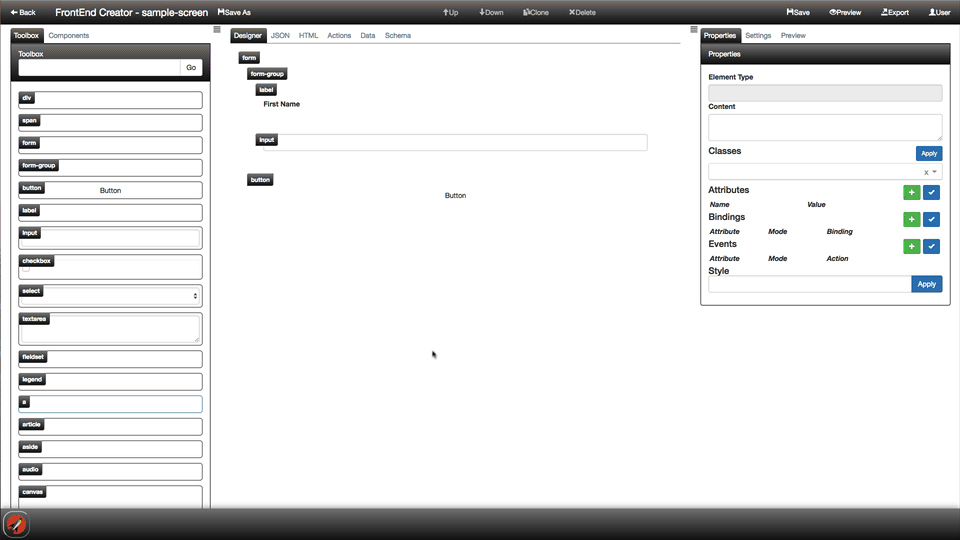 Back FrontEnd Creator - sample-screen Save As Up Down Clone Delete Save Preview Export User
Toolbox Components
Toolbox
Go
div
span
form
form-group
button Button
label
input
checkbox
select
textarea
fieldset
legend
a
article
aside
audio
canvas
Designer JSON HTML Actions Data Schema
form
form-group
label
First Name
input
button
Button
Properties Settings Preview
Properties
Element Type
Content
Classes Apply
x
Attributes
Name Value
Bindings
Attribute Mode Binding
Events
Attribute Mode Action
Style
Apply